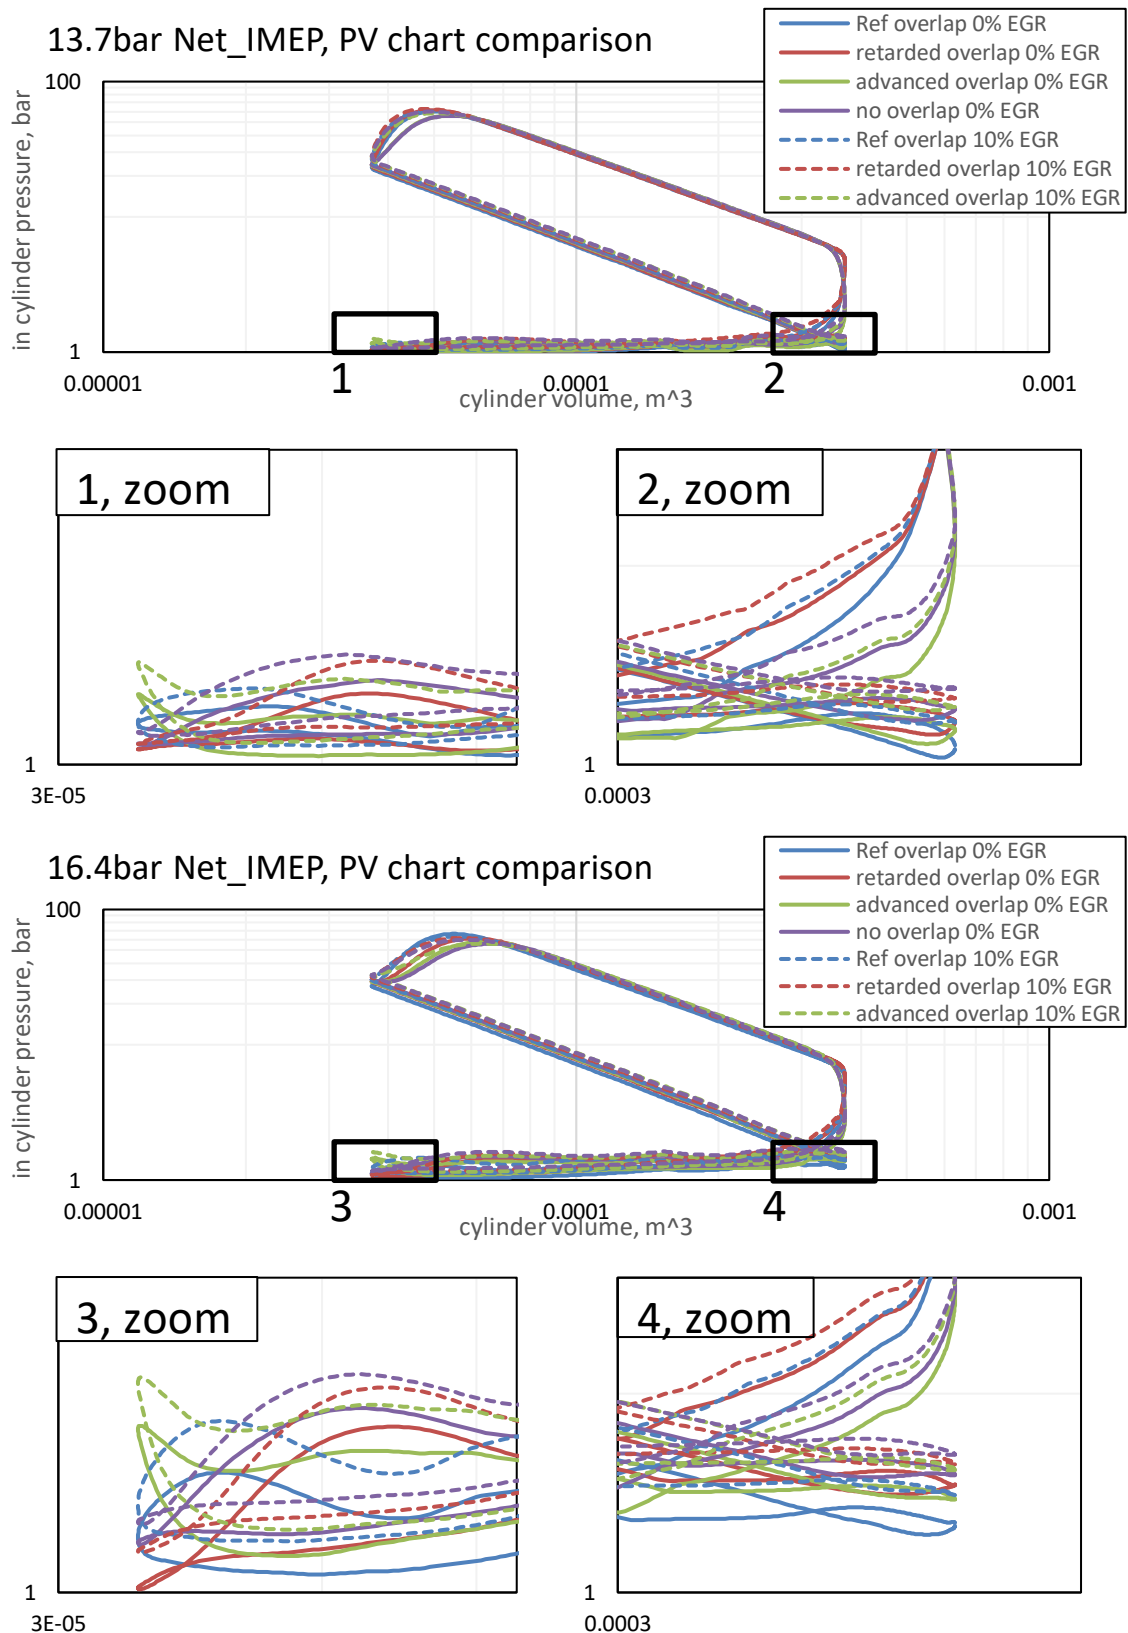 13.7bar Net_IMEP, PV chart comparison
Ref overlap 0% EGR
retarded overlap 0% EGR
advanced overlap 0% EGR
no overlap 0% EGR
Ref overlap 10% EGR
retarded overlap 10% EGR
advanced overlap 10% EGR
in cylinder pressure, bar
100
1
0.00001
0.0001
0.001
1
2
cylinder volume, m^3
1, zoom
1
3E-05
2, zoom
1
0.0003
16.4bar Net_IMEP, PV chart comparison
Ref overlap 0% EGR
retarded overlap 0% EGR
advanced overlap 0% EGR
no overlap 0% EGR
Ref overlap 10% EGR
retarded overlap 10% EGR
advanced overlap 10% EGR
in cylinder pressure, bar
100
1
0.00001
0.0001
0.001
3
4
cylinder volume, m^3
3, zoom
1
3E-05
4, zoom
1
0.0003